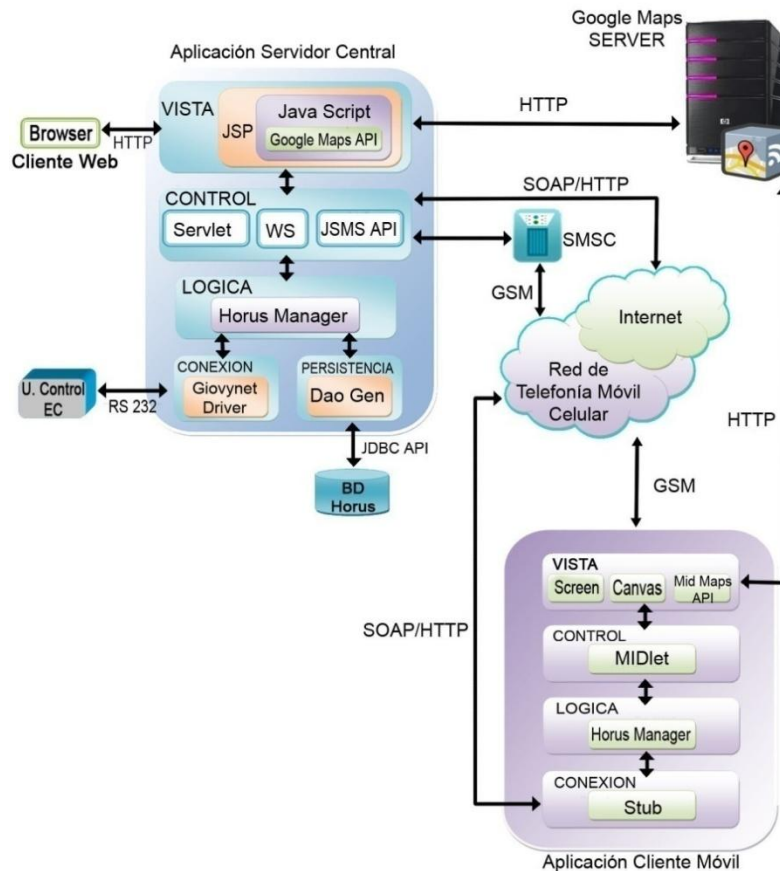 Google Maps
SERVER
Aplicación Servidor Central
VISTA
JSP
Java Script
Google Maps API
HTTP
Browser
HTTP
Cliente Web
SOAP/HTTP
CONTROL
Servlet
WS
JSMS API
SMSC
GSM
LOGICA
Horus Manager
Internet
Red de
Telefonía Móvil
Celular
CONEXION
Giovynet
Driver
PERSISTENCIA
Dao Gen
U. Control
EC
RS 232
JDBC API
BD
Horus
HTTP
GSM
VISTA
Screen
Canvas
Mid Maps
API
SOAP/HTTP
CONTROL
MIDlet
LOGICA
Horus Manager
CONEXION
Stub
Aplicación Cliente Móvil